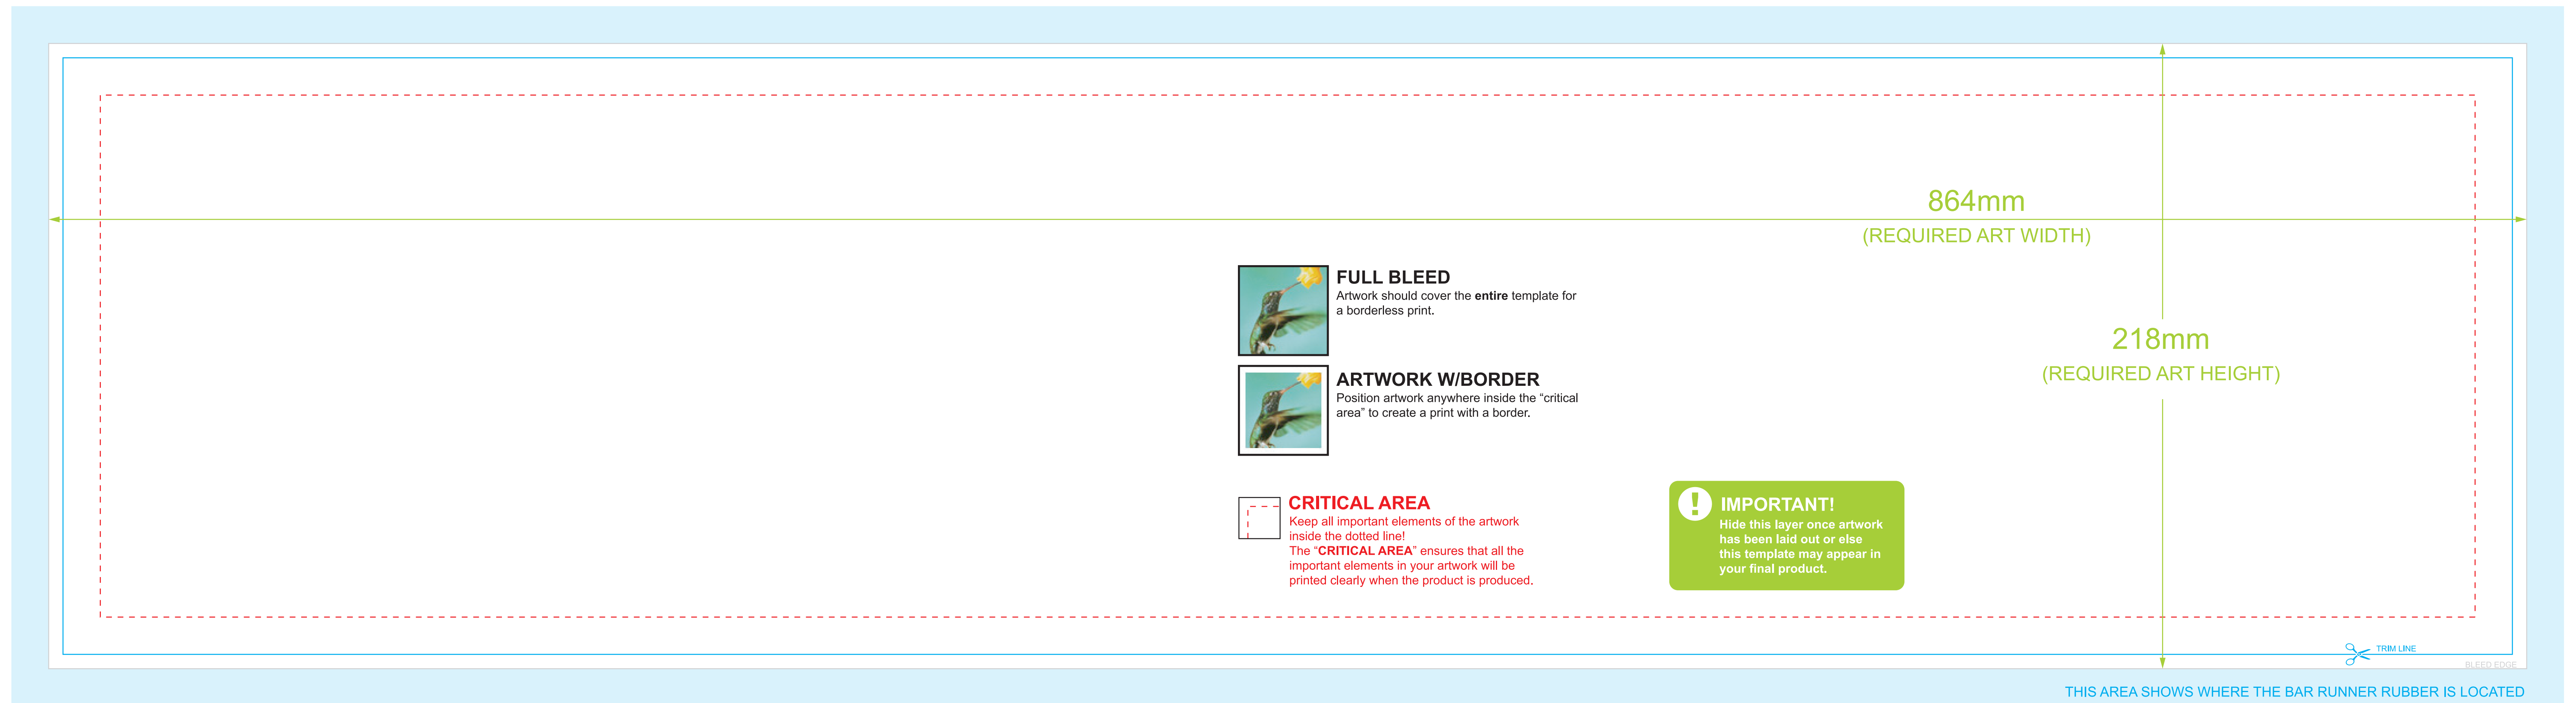 864mm
(REQUIRED ART WIDTH)
FULL BLEED
Artwork should cover the entire template for
a borderless print.
218mm
(REQUIRED ART HEIGHT)
ARTWORK W/BORDER
Position artwork anywhere inside the “critical
area” to create a print with a border.
CRITICAL AREA
Keep all important elements of the artwork
inside the dotted line!
The “CRITICAL AREA” ensures that all the
important elements in your artwork will be
printed clearly when the product is produced.
! IMPORTANT!
Hide this layer once artwork
has been laid out or else
this template may appear in
your final product.
TRIM LINE
BLEED EDGE
THIS AREA SHOWS WHERE THE BAR RUNNER RUBBER IS LOCATED